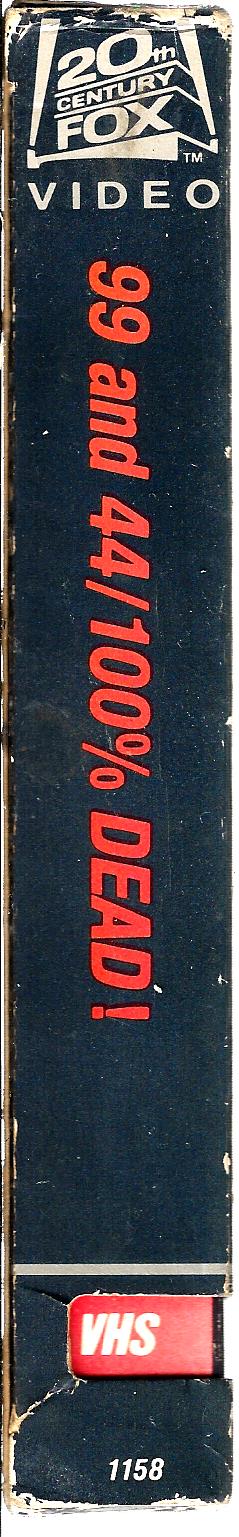 20th
CENTURY
FOX
TM
VIDEO
99 and 44/100% DEAD!
VHS
1158